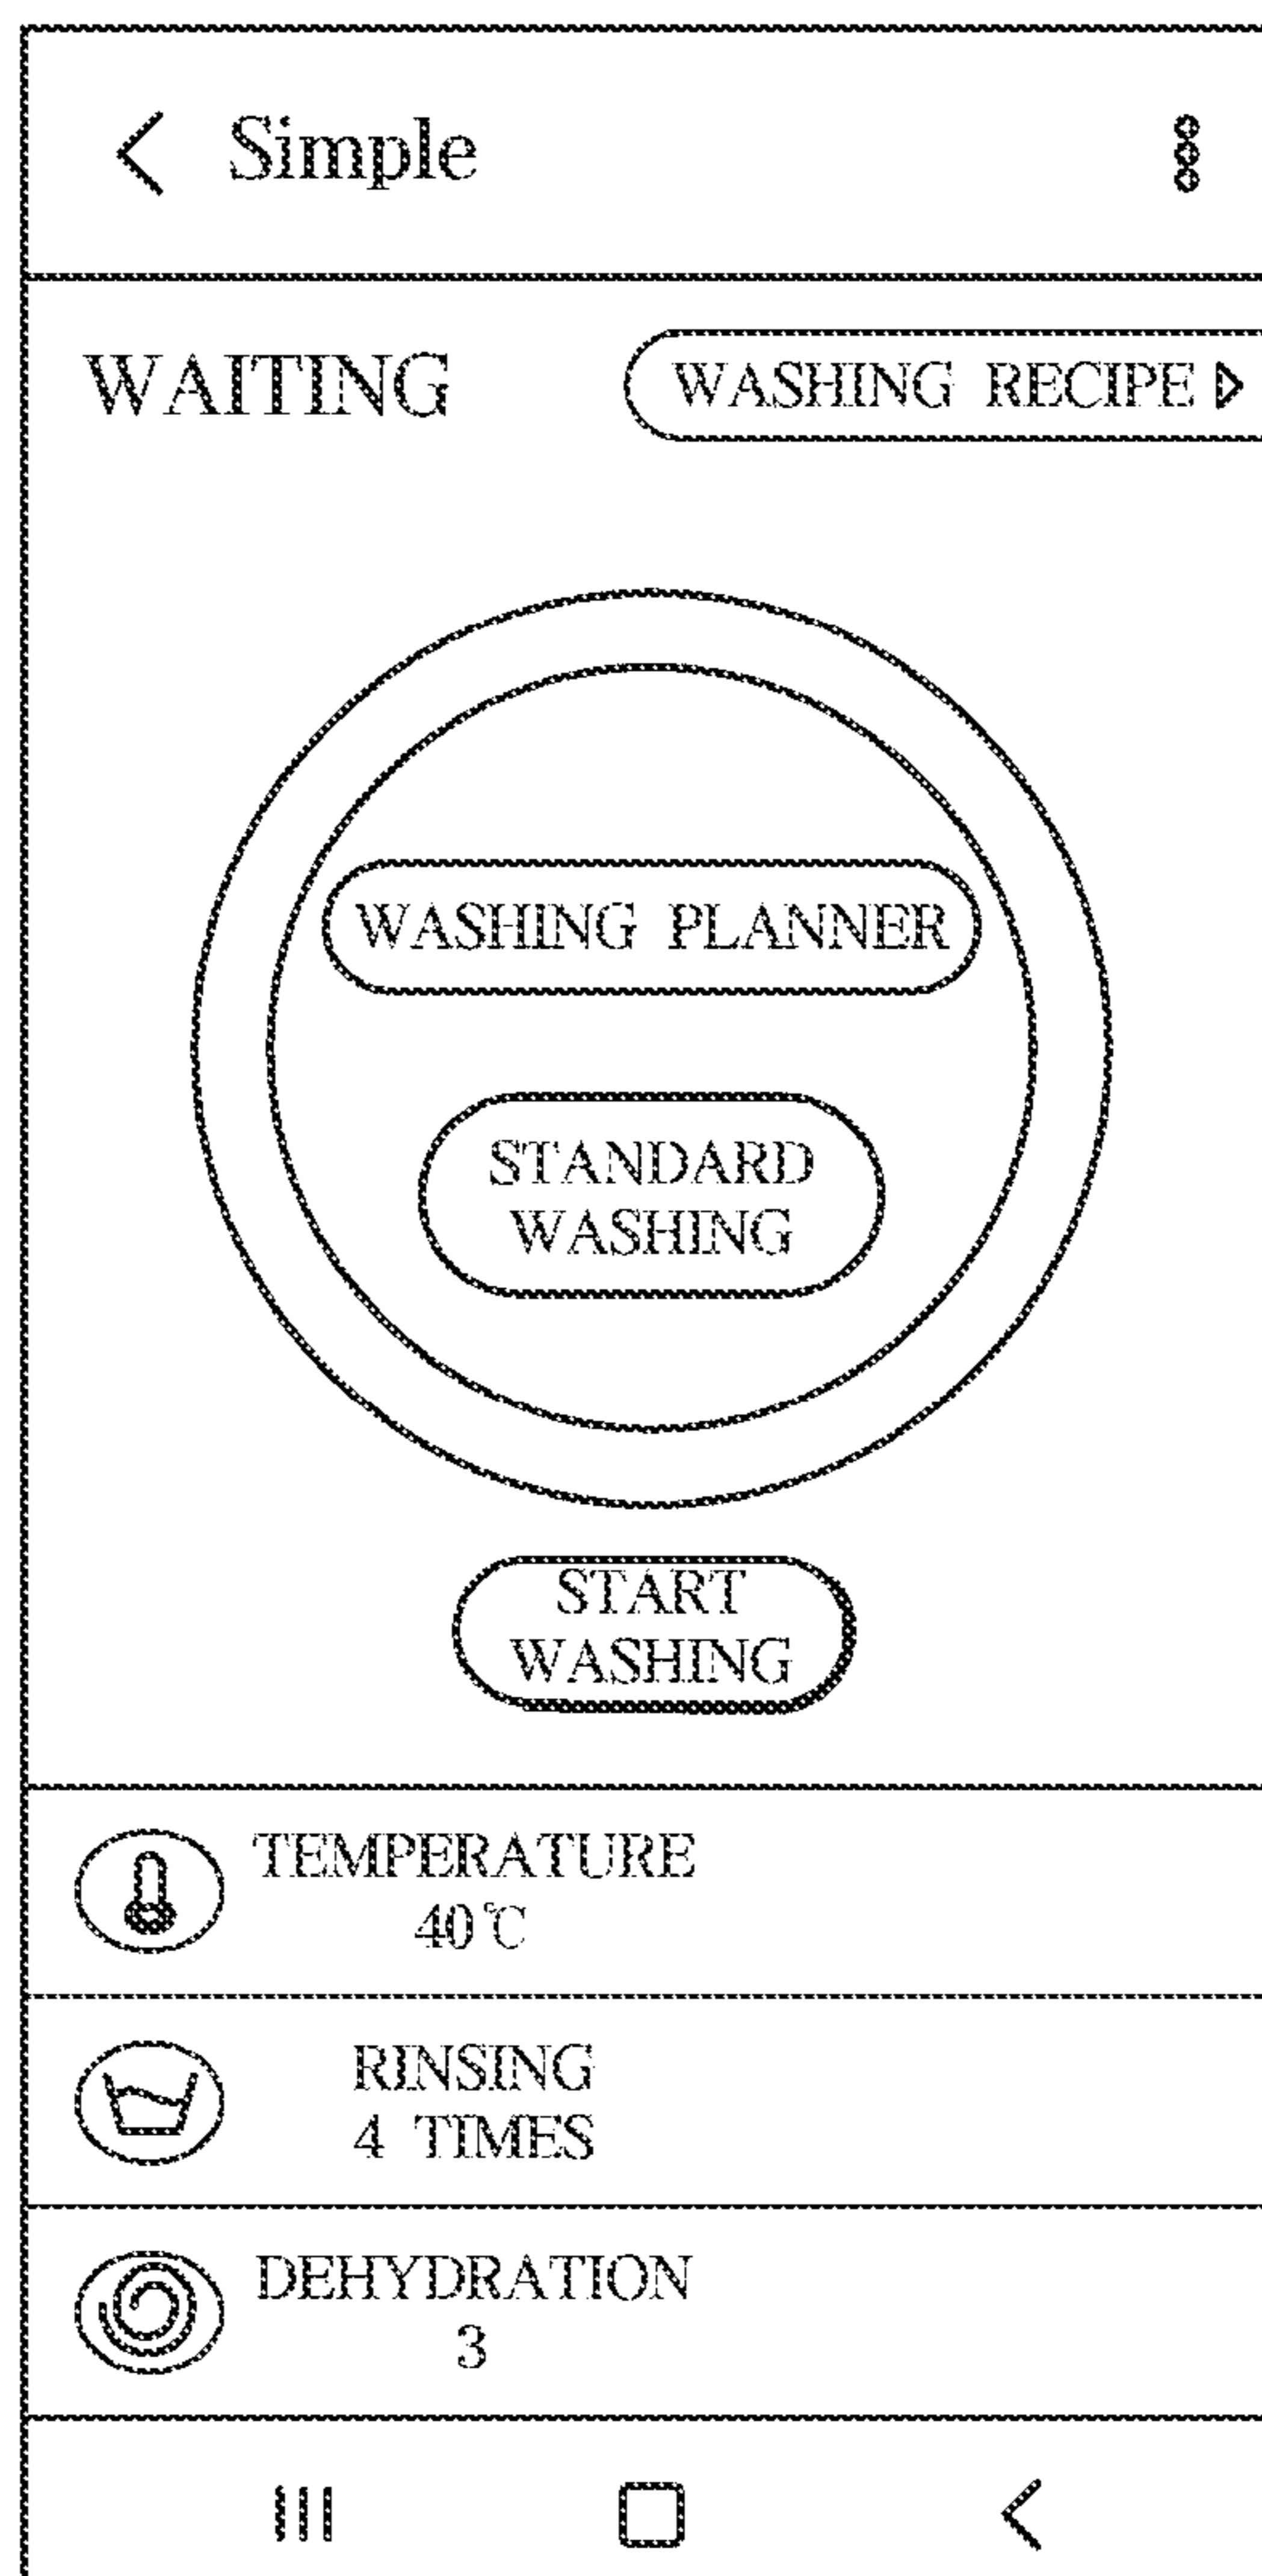 Simple
WAITING
WASHING RECIPE
WASHING PLANNER
STANDARD
WASHING
START
WASHING
TEMPERATURE
40℃
RINSING
4 TIMES
DEHYDRATION
3